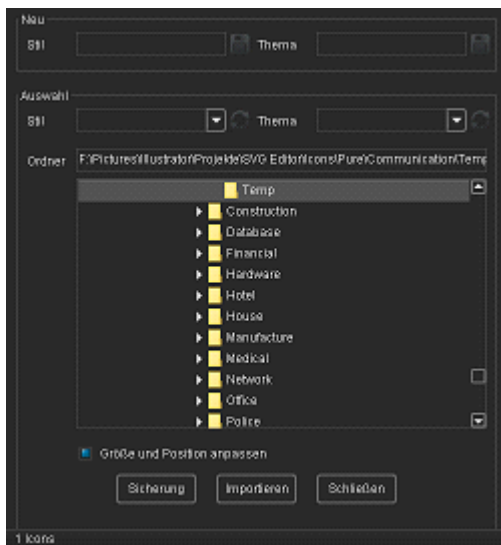 Neu
Stil Thema
Auswahl
Stil Thema
Ordner F:\Pictures\Illustrator\Projekte\SVG Editor\Icons\Pure\Communication\Temp
Temp
Construction
Database
Financial
Hardware
Hotel
House
Manufacture
Medical
Network
Office
Police
Größe und Position anpassen
Sicherung Importieren Schließen
1 Icons